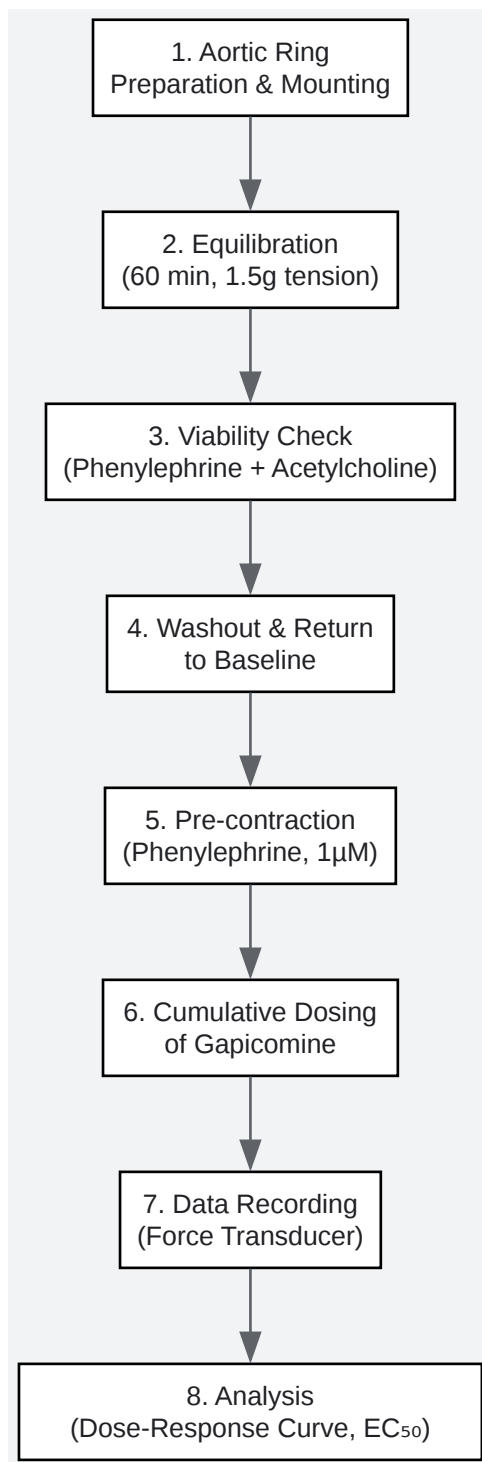 1. Aortic Ring
Preparation & Mounting
2. Equilibration
(60 min, 1.5g tension)
3. Viability Check
(Phenylephrine + Acetylcholine)
4. Washout & Return
to Baseline
5. Pre-contraction
(Phenylephrine, 1µM)
6. Cumulative Dosing
of Gapicomine
7. Data Recording
(Force Transducer)
8. Analysis
(Dose-Response Curve, EC₅₀)